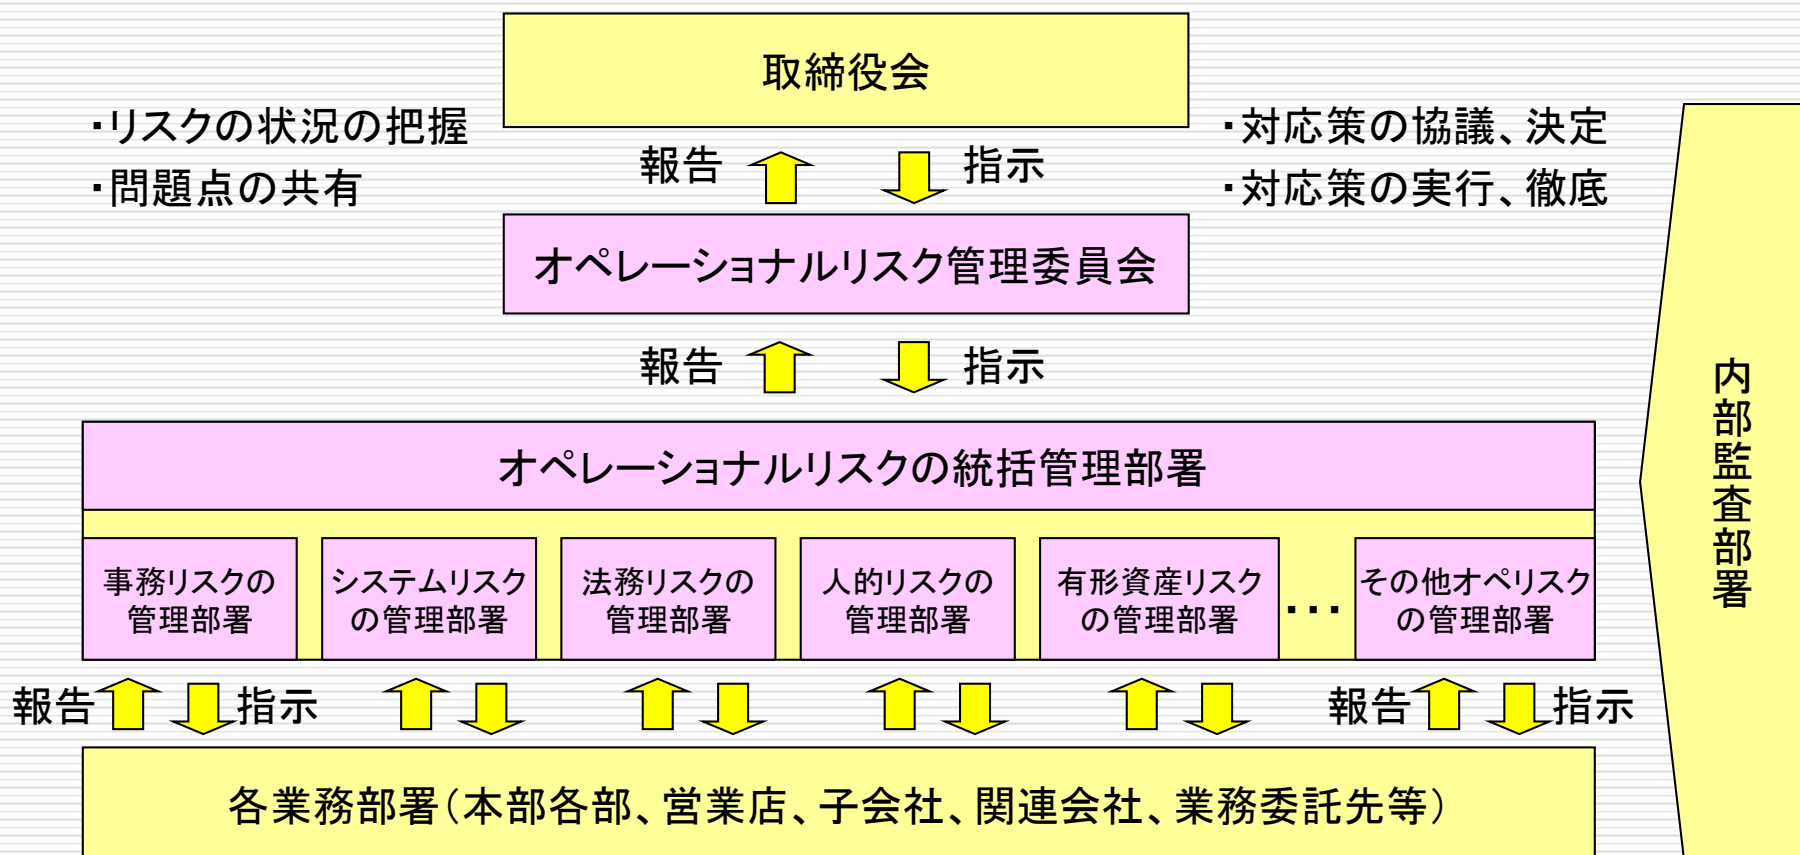 取締役会
・リスクの状況の把握
・問題点の共有
・対応策の協議、決定
・対応策の実行、徹底
報告
指示
オペレーショナルリスク管理委員会
報告
指示
オペレーショナルリスクの統括管理部署
事務リスクの
管理部署
システムリスク
の管理部署
法務リスクの
管理部署
人的リスクの
管理部署
有形資産リスク
の管理部署
・・・
その他オペリスク
の管理部署
報告
指示
報告
指示
各業務部署（本部各部、営業店、子会社、関連会社、業務委託先等）
内部監査部署